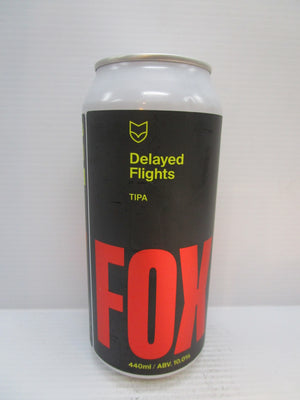 Delayed
Flights
TIPA
FOX
440ml / ABV. 10.0%